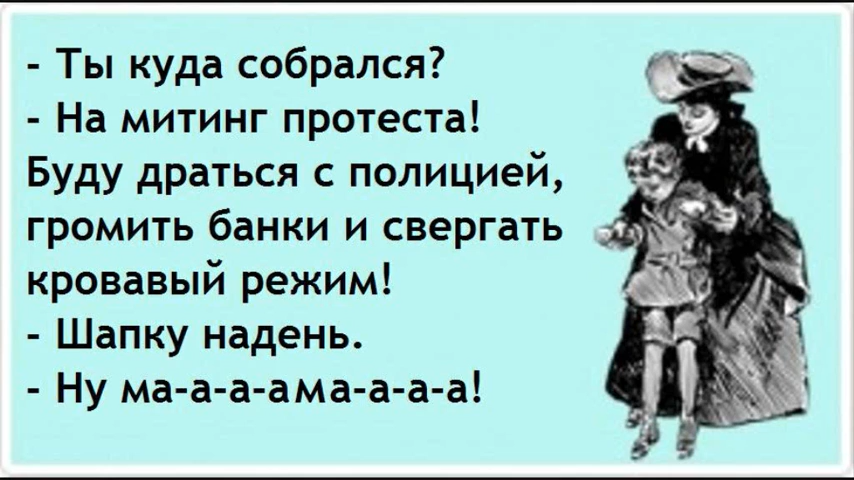 - Ты куда собрался?
- На митинг протеста!
Буду драться с полицией,
громить банки и свергать
кровавый режим!
- Шапку надень.
- Ну ма-а-а-ама-а-а-а!